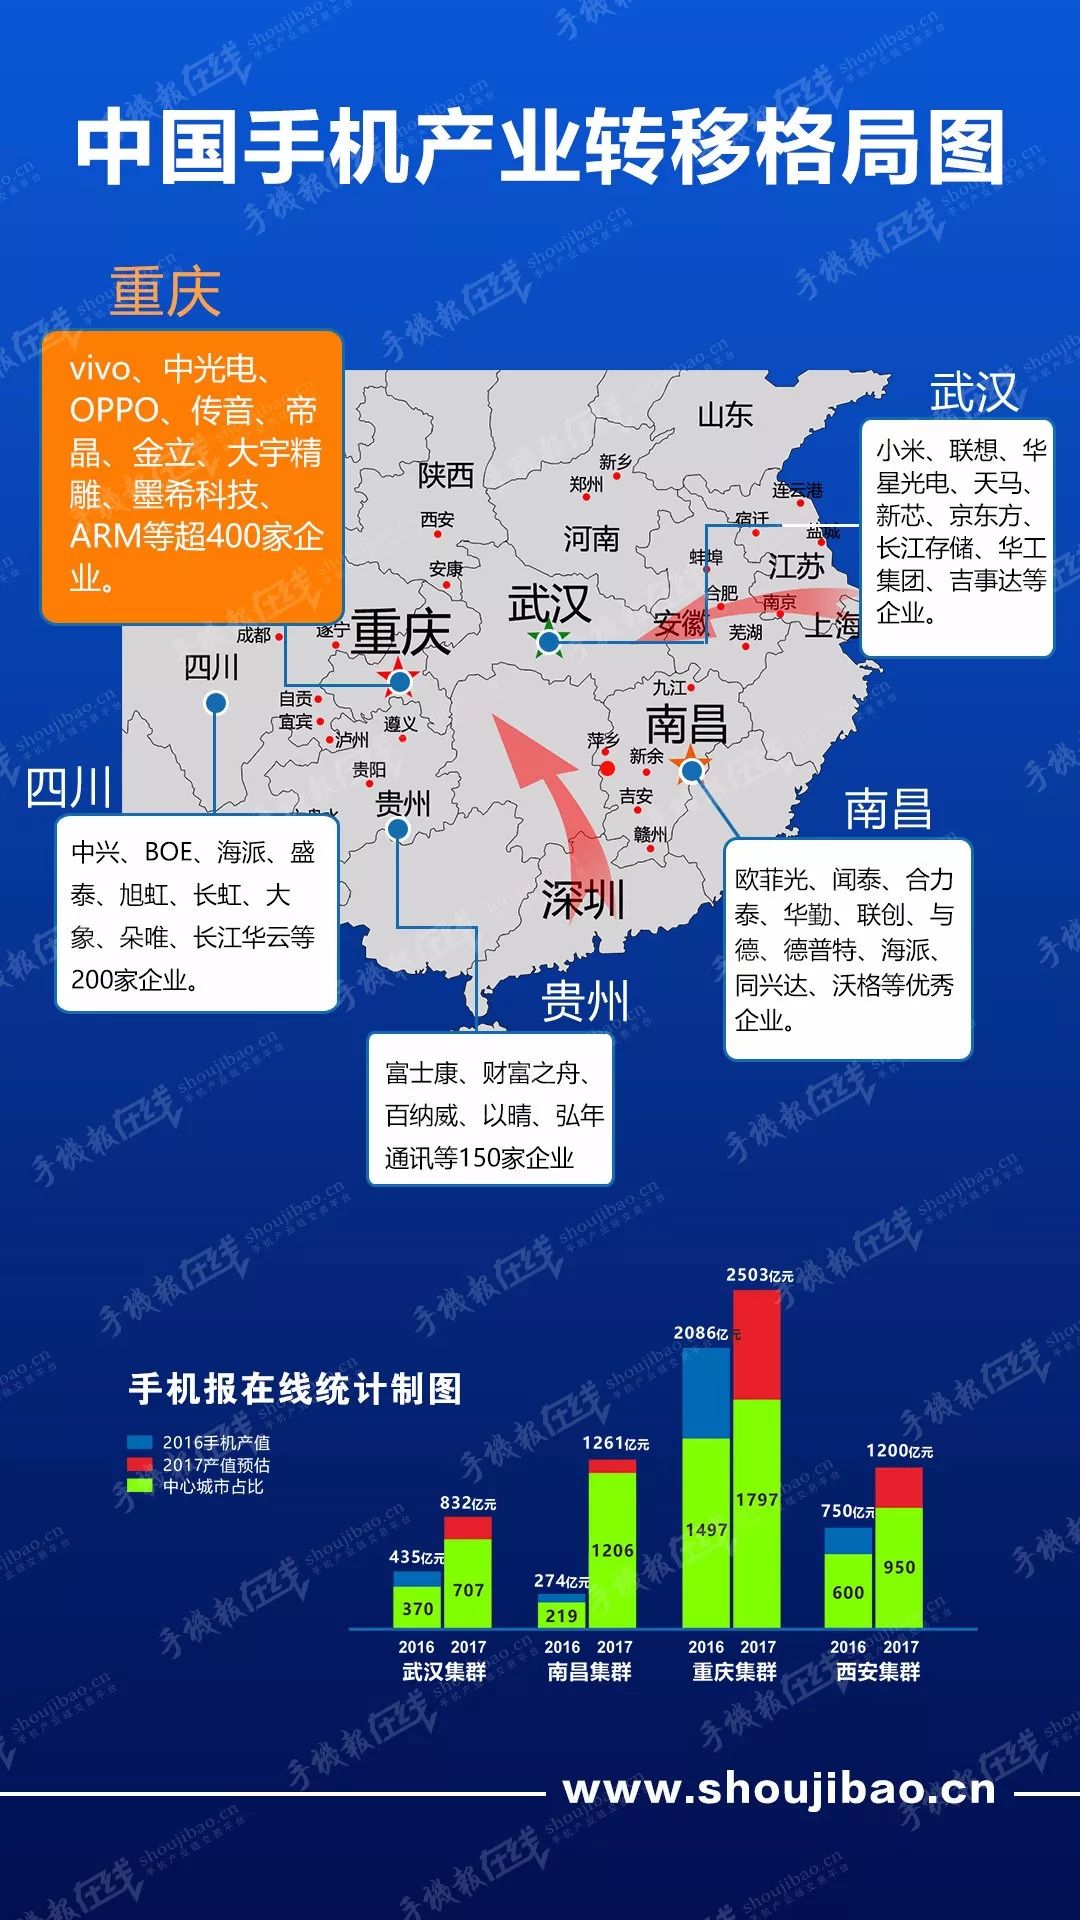 中国手机产业转移格局图
重庆
vivo、中光电、
OPPO、传音、帝
晶、金立、大宇精
雕、墨希科技、
ARM等超400家企
业。
武汉
小米、联想、华
星光电、天马、
新芯、京东方、
长江存储、华工
集团、吉事达等
企业。
山东
陕西
新乡
郑州
连云港
西安
河南
宿迁
盐城
蚌埠
江苏
安康
武汉
合肥
南京
安徽
芜湖
上海
成都
遂宁
重庆
四川
九江
自贡
宜宾
泸州
遵义
南昌
萍乡
新余
贵阳
吉安
贵州
赣州
深圳
四川
中兴、BOE、海派、盛
泰、旭虹、长虹、大
象、朵唯、长江华云等
200家企业。
南昌
欧菲光、闻泰、合力
泰、华勤、联创、与
德、德普特、海派、
同兴达、沃格等优秀
企业。
贵州
富士康、财富之舟、
百纳威、以晴、弘年
通讯等150家企业
手机报在线统计制图
2016手机产值
2017产值预估
中心城市占比
435亿元
370
832亿元
707
274亿元
219
1261亿元
1206
2086亿元
1497
2503亿元
1797
750亿元
600
1200亿元
950
2016 2017 2016 2017 2016 2017 2016 2017
武汉集群 南昌集群 重庆集群 西安集群
www.shoujibao.cn
手機報在线
shoujibao.cn
手机产业链交易平台